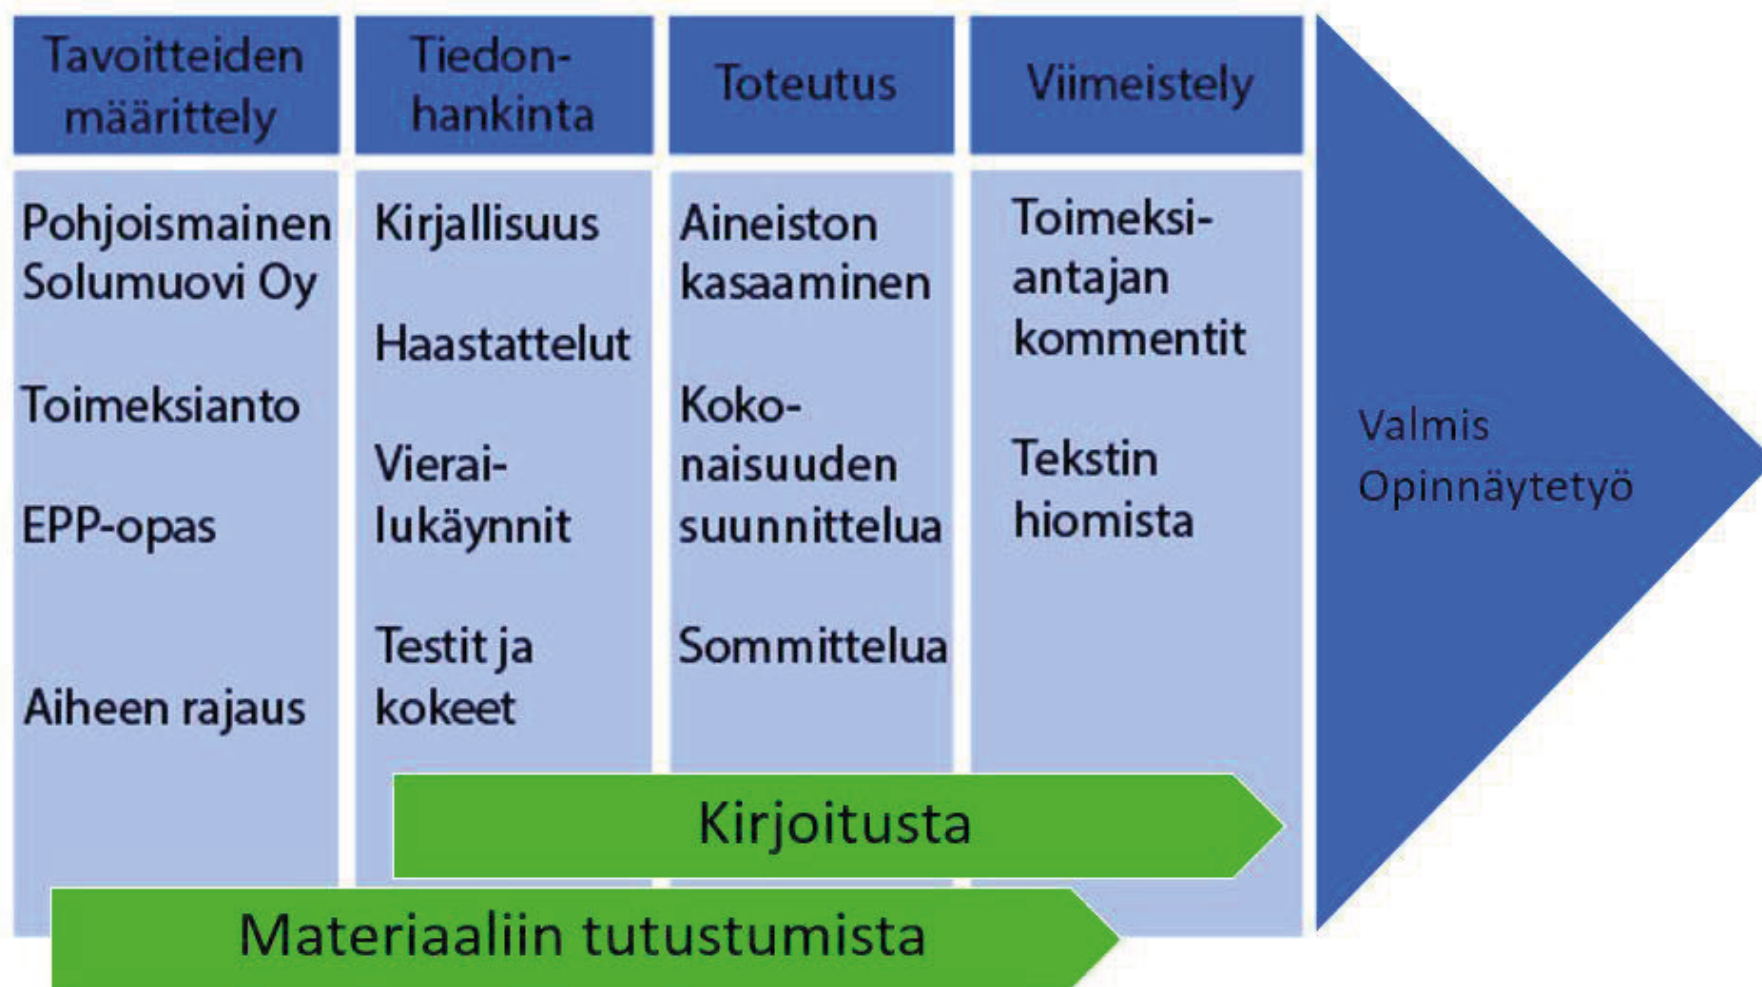 Tavoitteiden
määrittely
Tiedon-
hankinta
Toteutus
Viimeistely
Pohjoismainen
Solumuovi Oy
Toimeksianto
EPP-opas
Aiheen rajaus
Kirjallisuus
Haastattelut
Vierai-
lukäynnit
Testit ja
kokeet
Aineiston
kasaaminen
Koko-
naisuuden
suunnittelua
Sommittelua
Toimeksi-
antajan
kommentit
Tekstin
hiomista
Valmis
Opinnäytetyö
Kirjoitusta
Materiaaliin tutustumista